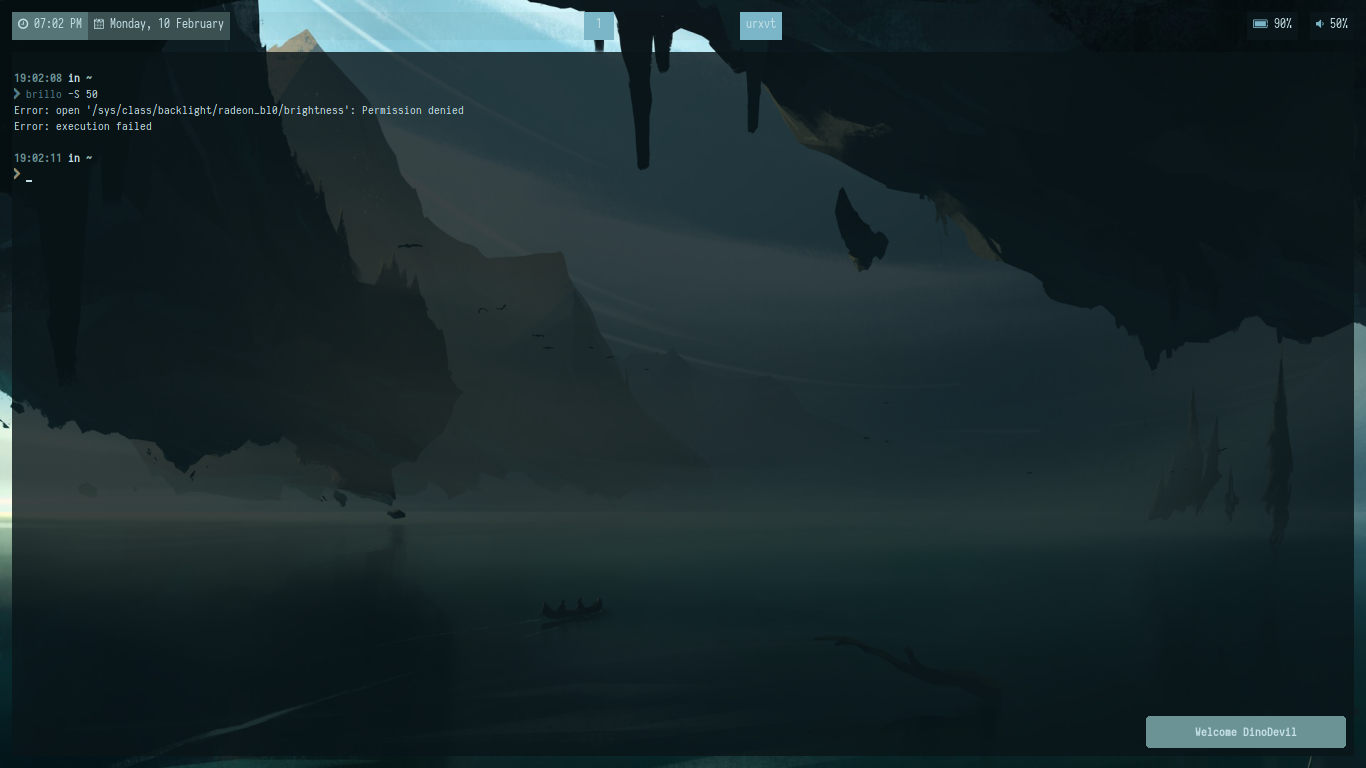 07:02 PM Monday, 10 February 1 urxvt 90% 50%
19:02:08 in ~
❯ brillo -S 50
Error: open '/sys/class/backlight/radeon_bl0/brightness': Permission denied
Error: execution failed
19:02:11 in ~
❯ _
Welcome DinoDevil